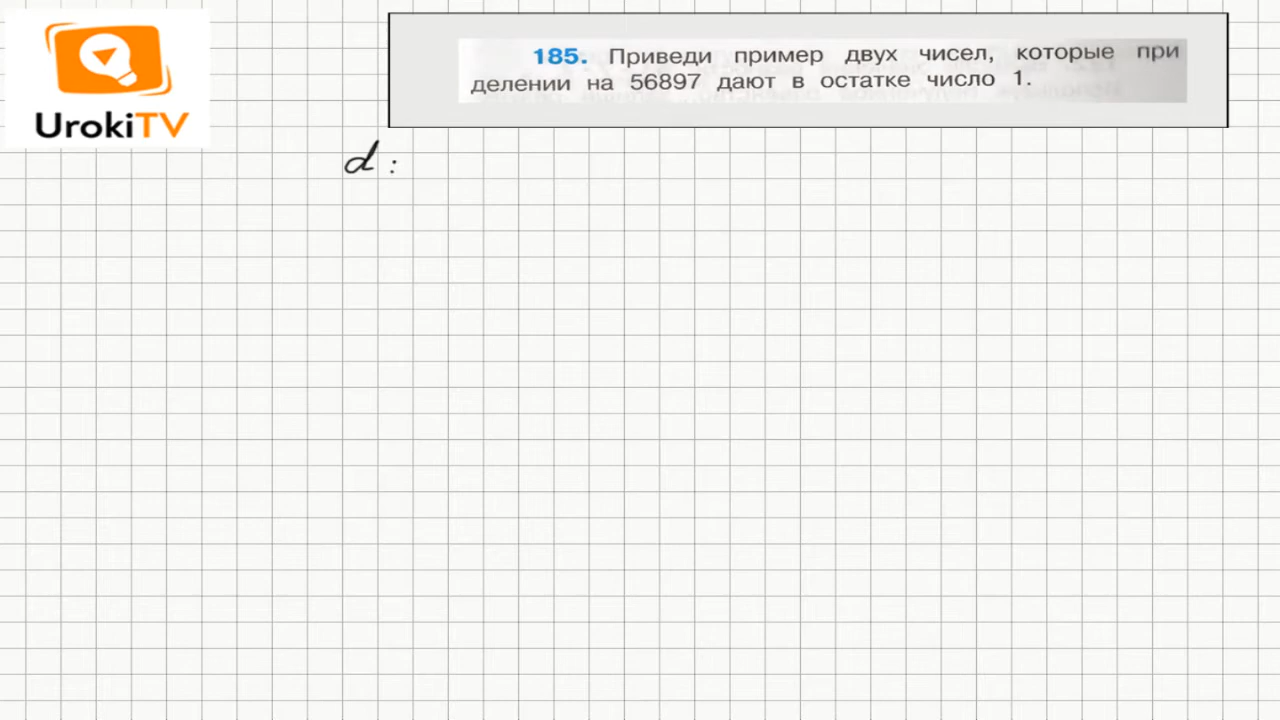 UrokiTV
185. Приведи пример двух чисел, которые при
делении на 56897 дают в остатке число 1.
d :